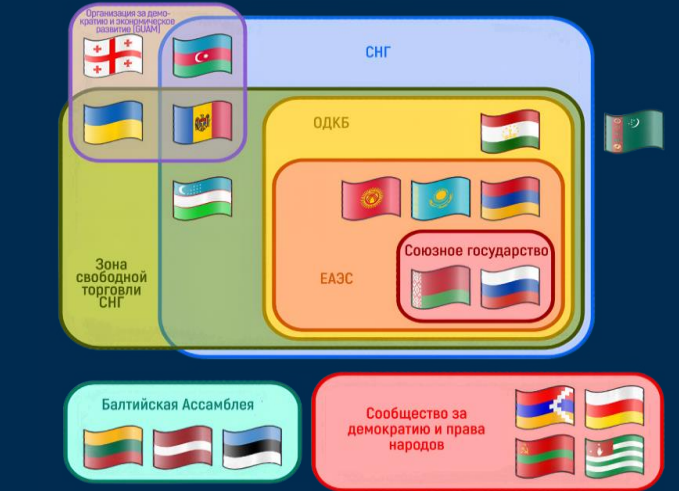 Организация за демо-
кратию и экономическое
развитие (GUAM)
СНГ
ОДКБ
Союзное государство
ЕАЭС
Зона
свободной
торговли
СНГ
Балтийская Ассамблея
Сообщество за
демократию и права
народов